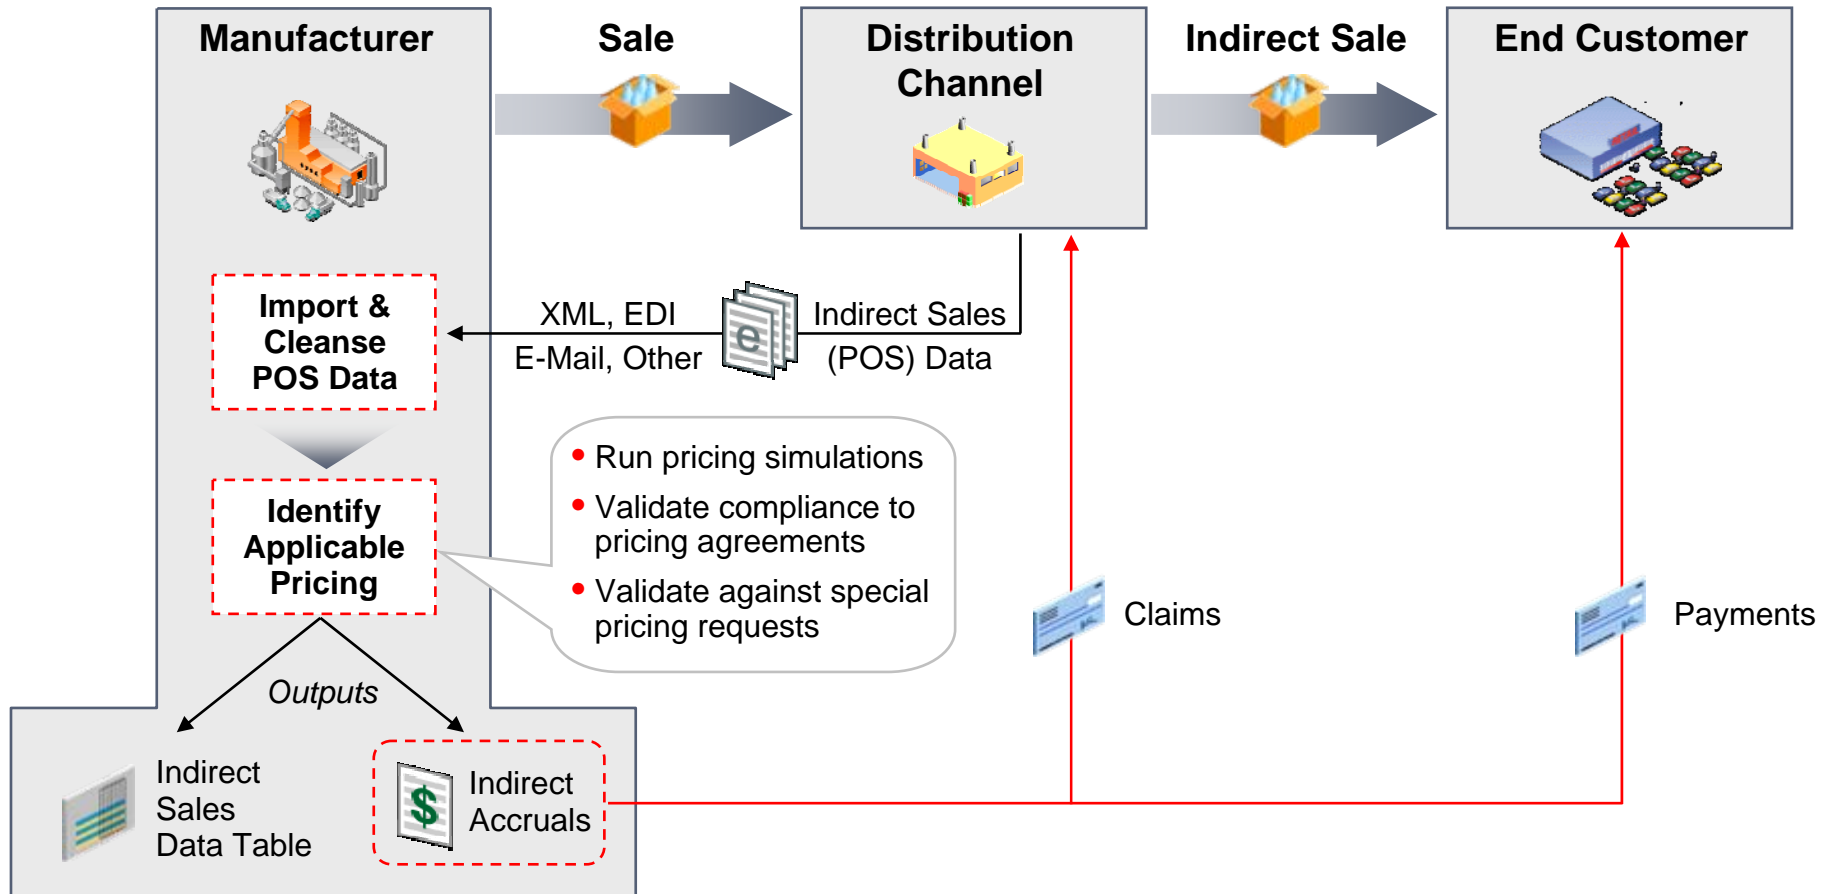 Manufacturer
Sale
Distribution
Channel
Indirect Sale
End Customer
Import &
Cleanse
POS Data
XML, EDI
E-Mail, Other
e
Indirect Sales
(POS) Data
Identify
Applicable
Pricing
• Run pricing simulations
• Validate compliance to
pricing agreements
• Validate against special
pricing requests
Claims
Payments
Outputs
Indirect
Sales
Data Table
$
Indirect
Accruals